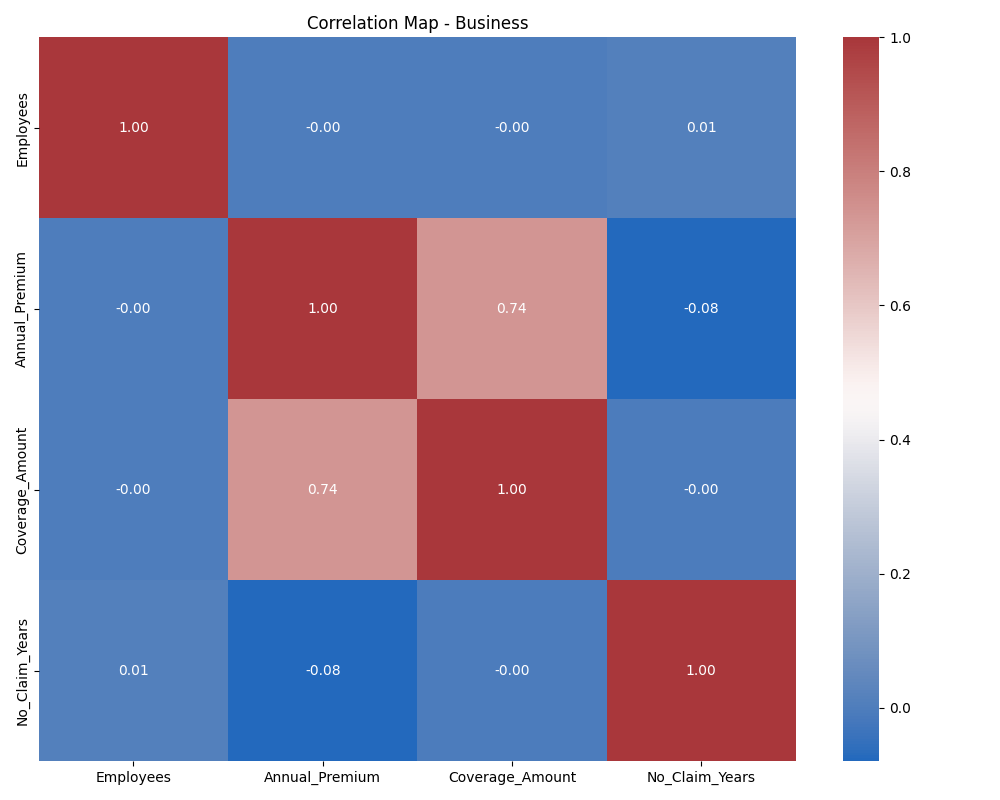 Correlation Map - Business
Employees
1.00
-0.00
-0.00
0.01
Annual_Premium
-0.00
1.00
0.74
-0.08
Coverage_Amount
-0.00
0.74
1.00
-0.00
No_Claim_Years
0.01
-0.08
-0.00
1.00
Employees
Annual_Premium
Coverage_Amount
No_Claim_Years
1.0
0.8
0.6
0.4
0.2
0.0